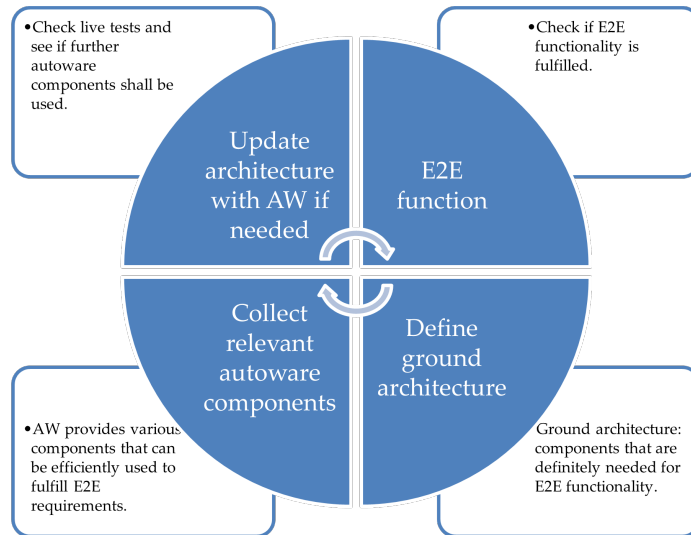 •Check live tests and
see if further
autoware
components shall be
used.
•Check if E2E
functionality is
fulfilled.
Update
architecture
with AW if
needed
E2E
function
Collect
relevant
autoware
components
Define
ground
architecture
•AW provides various
components that can
be efficiently used to
fulfill E2E
requirements.
Ground architecture:
components that are
definitely needed for
E2E functionality.